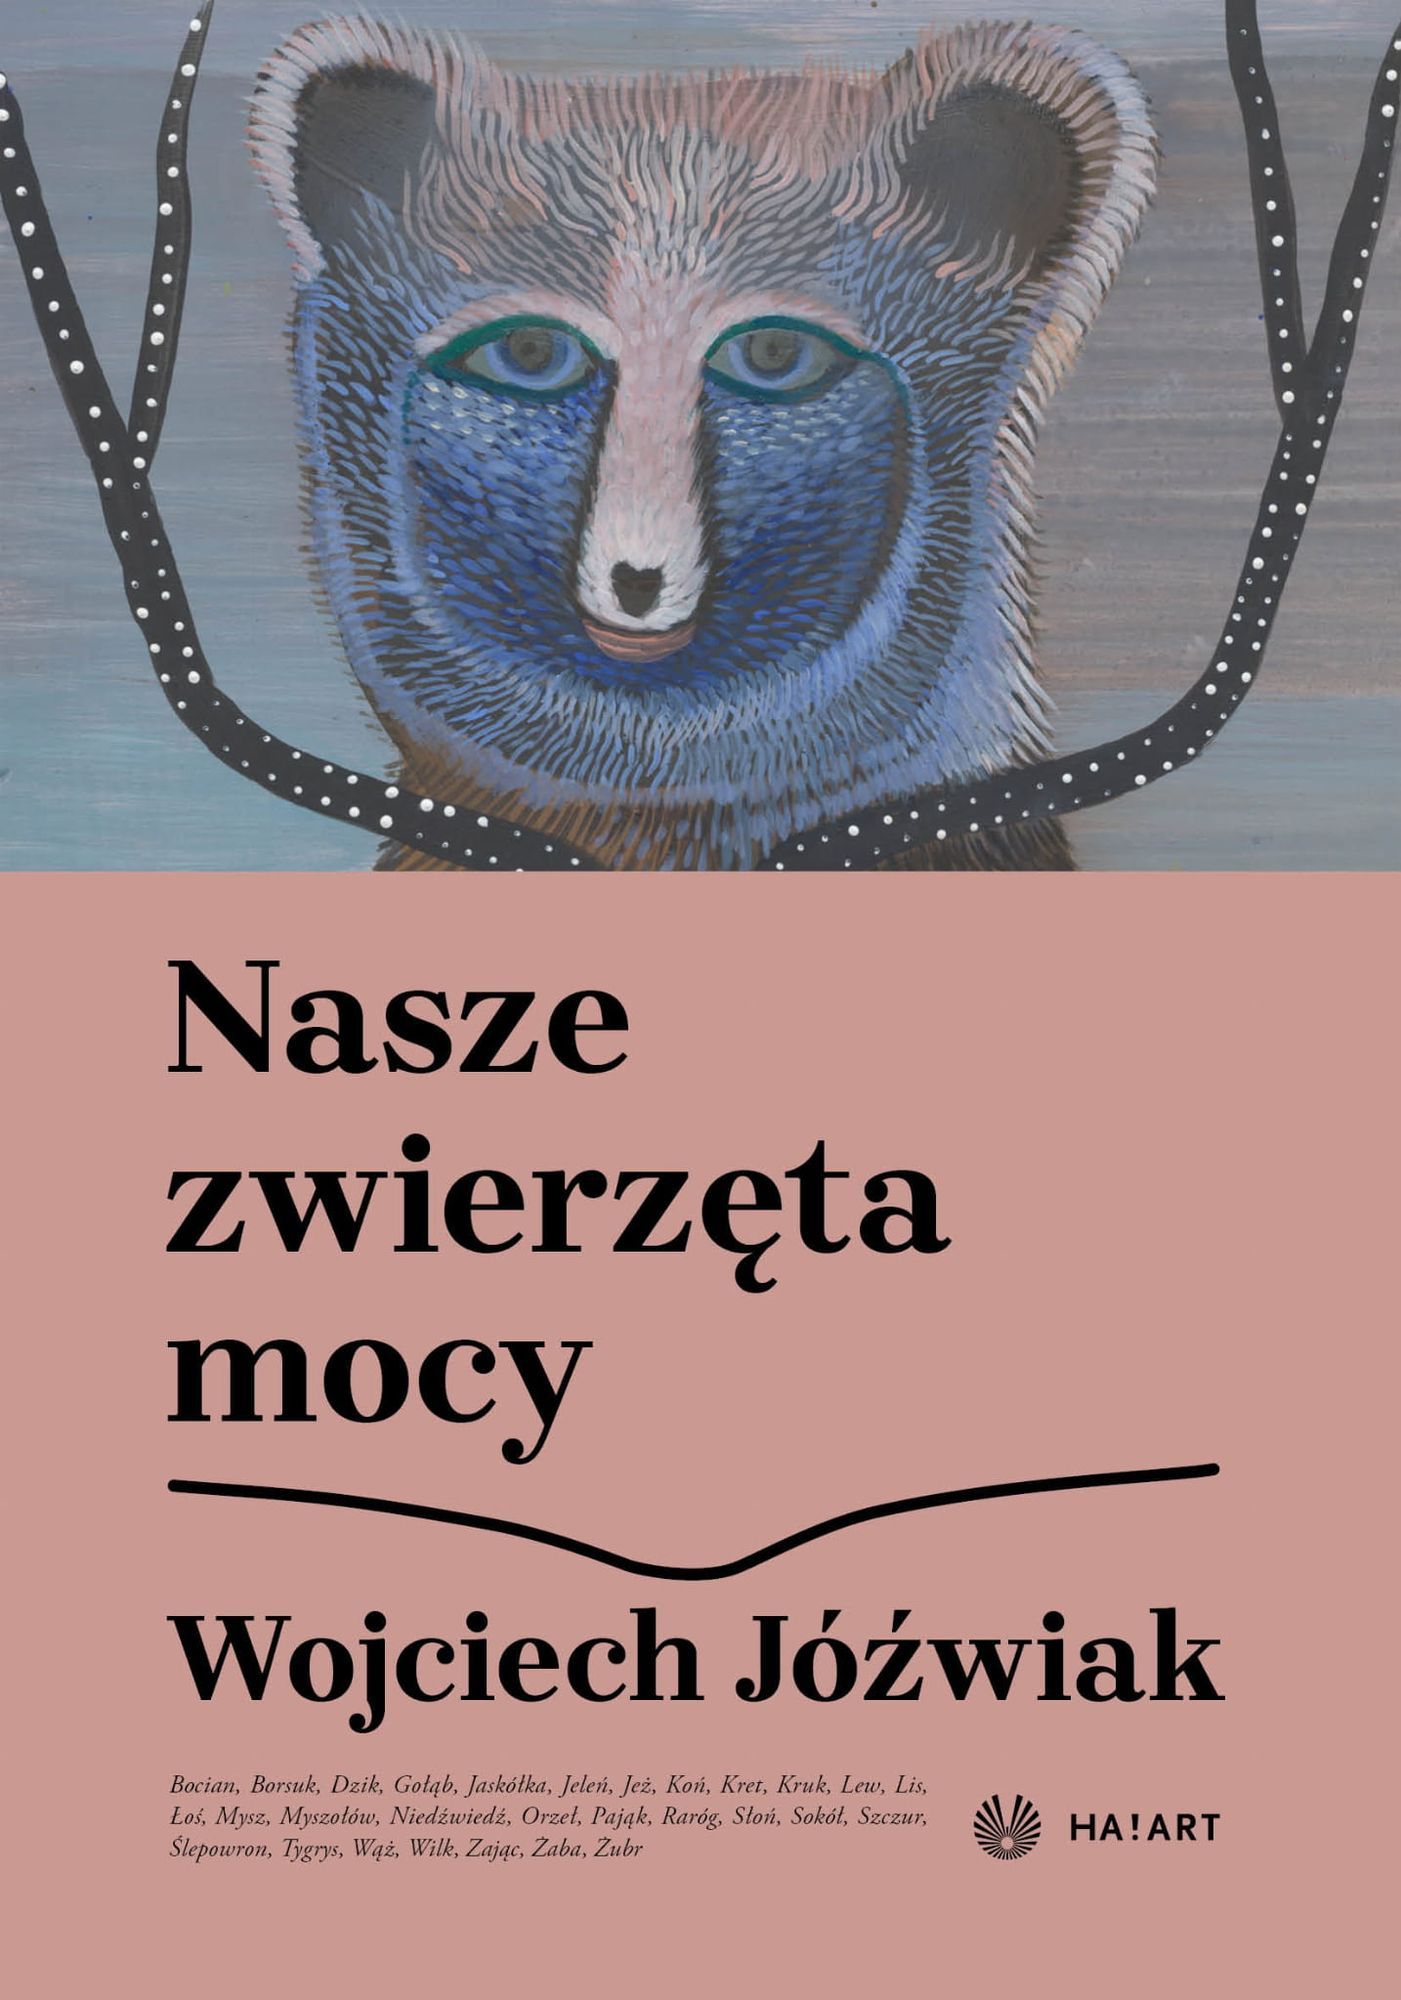 Nasze
zwierzęta
mocy
Wojciech Jóźwiak
Bocian, Borsuk, Dzik, Gołąb, Jaskółka, Jeleń, Jeż, Koń, Kret, Kruk, Lew, Lis,
Łoś, Mysz, Myszołów, Niedźwiedź, Orzeł, Pająk, Raróg, Słoń, Sokół, Szczur,
Ślepowron, Tygrys, Wąż, Wilk, Zając, Żaba, Żubr
HA!ART